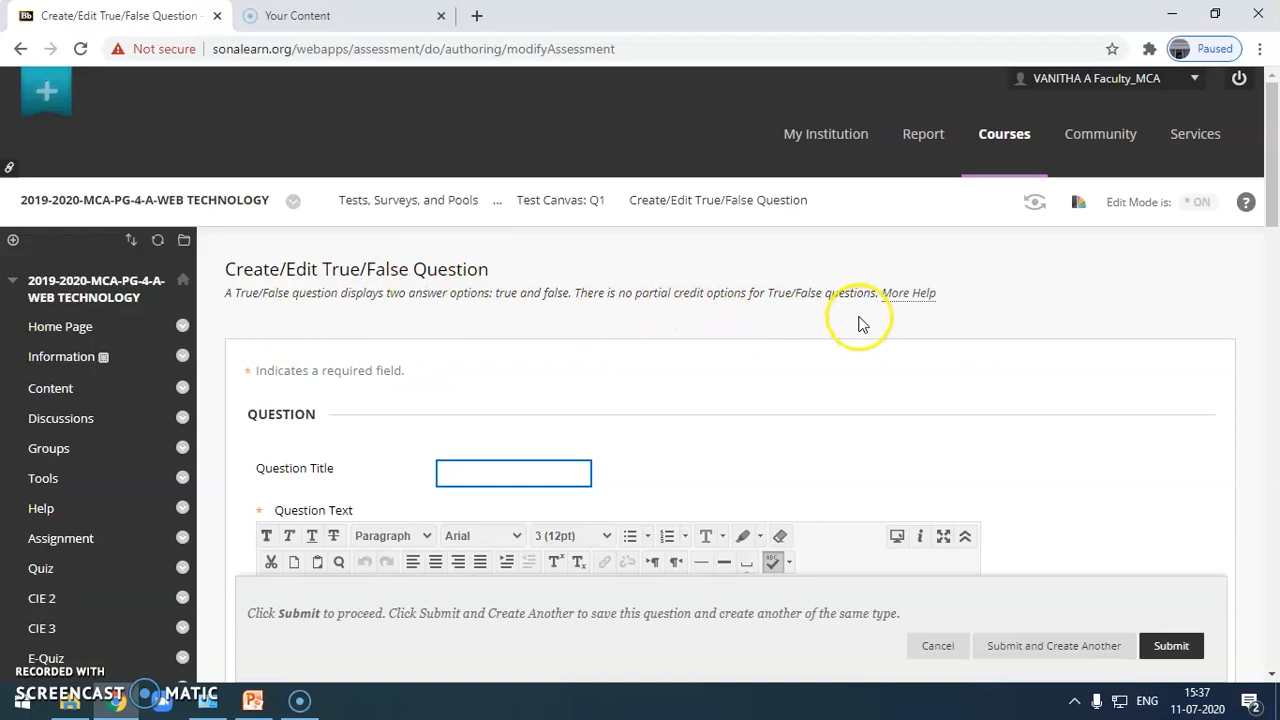 Bb Create/Edit True/False Question -
Your Content
Not secure sonalearn.org/webapps/assessment/do/authoring/modifyAssessment
Paused
VANITHA A Faculty_MCA
My Institution Report Courses Community Services
2019-2020-MCA-PG-4-A-WEB TECHNOLOGY Tests, Surveys, and Pools ... Test Canvas: Q1 Create/Edit True/False Question
Edit Mode is: ON ?
2019-2020-MCA-PG-4-A-
WEB TECHNOLOGY
Home Page
Information
Content
Discussions
Groups
Tools
Help
Assignment
Quiz
CIE 2
CIE 3
E-Quiz
Create/Edit True/False Question
A True/False question displays two answer options: true and false. There is no partial credit options for True/False questions. More Help
* Indicates a required field.
QUESTION
Question Title
* Question Text
T T T T Paragraph Arial 3 (12pt) T
ABC
Click Submit to proceed. Click Submit and Create Another to save this question and create another of the same type.
Cancel Submit and Create Another Submit
RECORDED WITH
SCREENCAST MATIC
ENG
15:37
11-07-2020
2